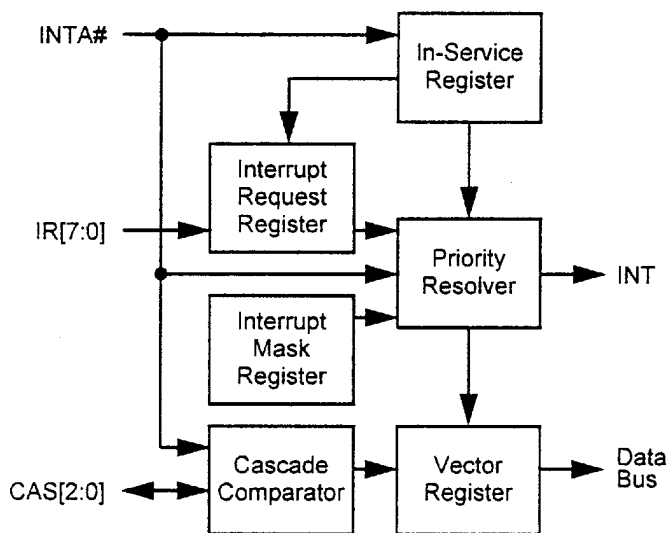 INTA#
In-Service
Register
Interrupt
Request
Register
IR[7:0]
Priority
Resolver
INT
Interrupt
Mask
Register
Cascade
Comparator
CAS[2:0]
Vector
Register
Data
Bus